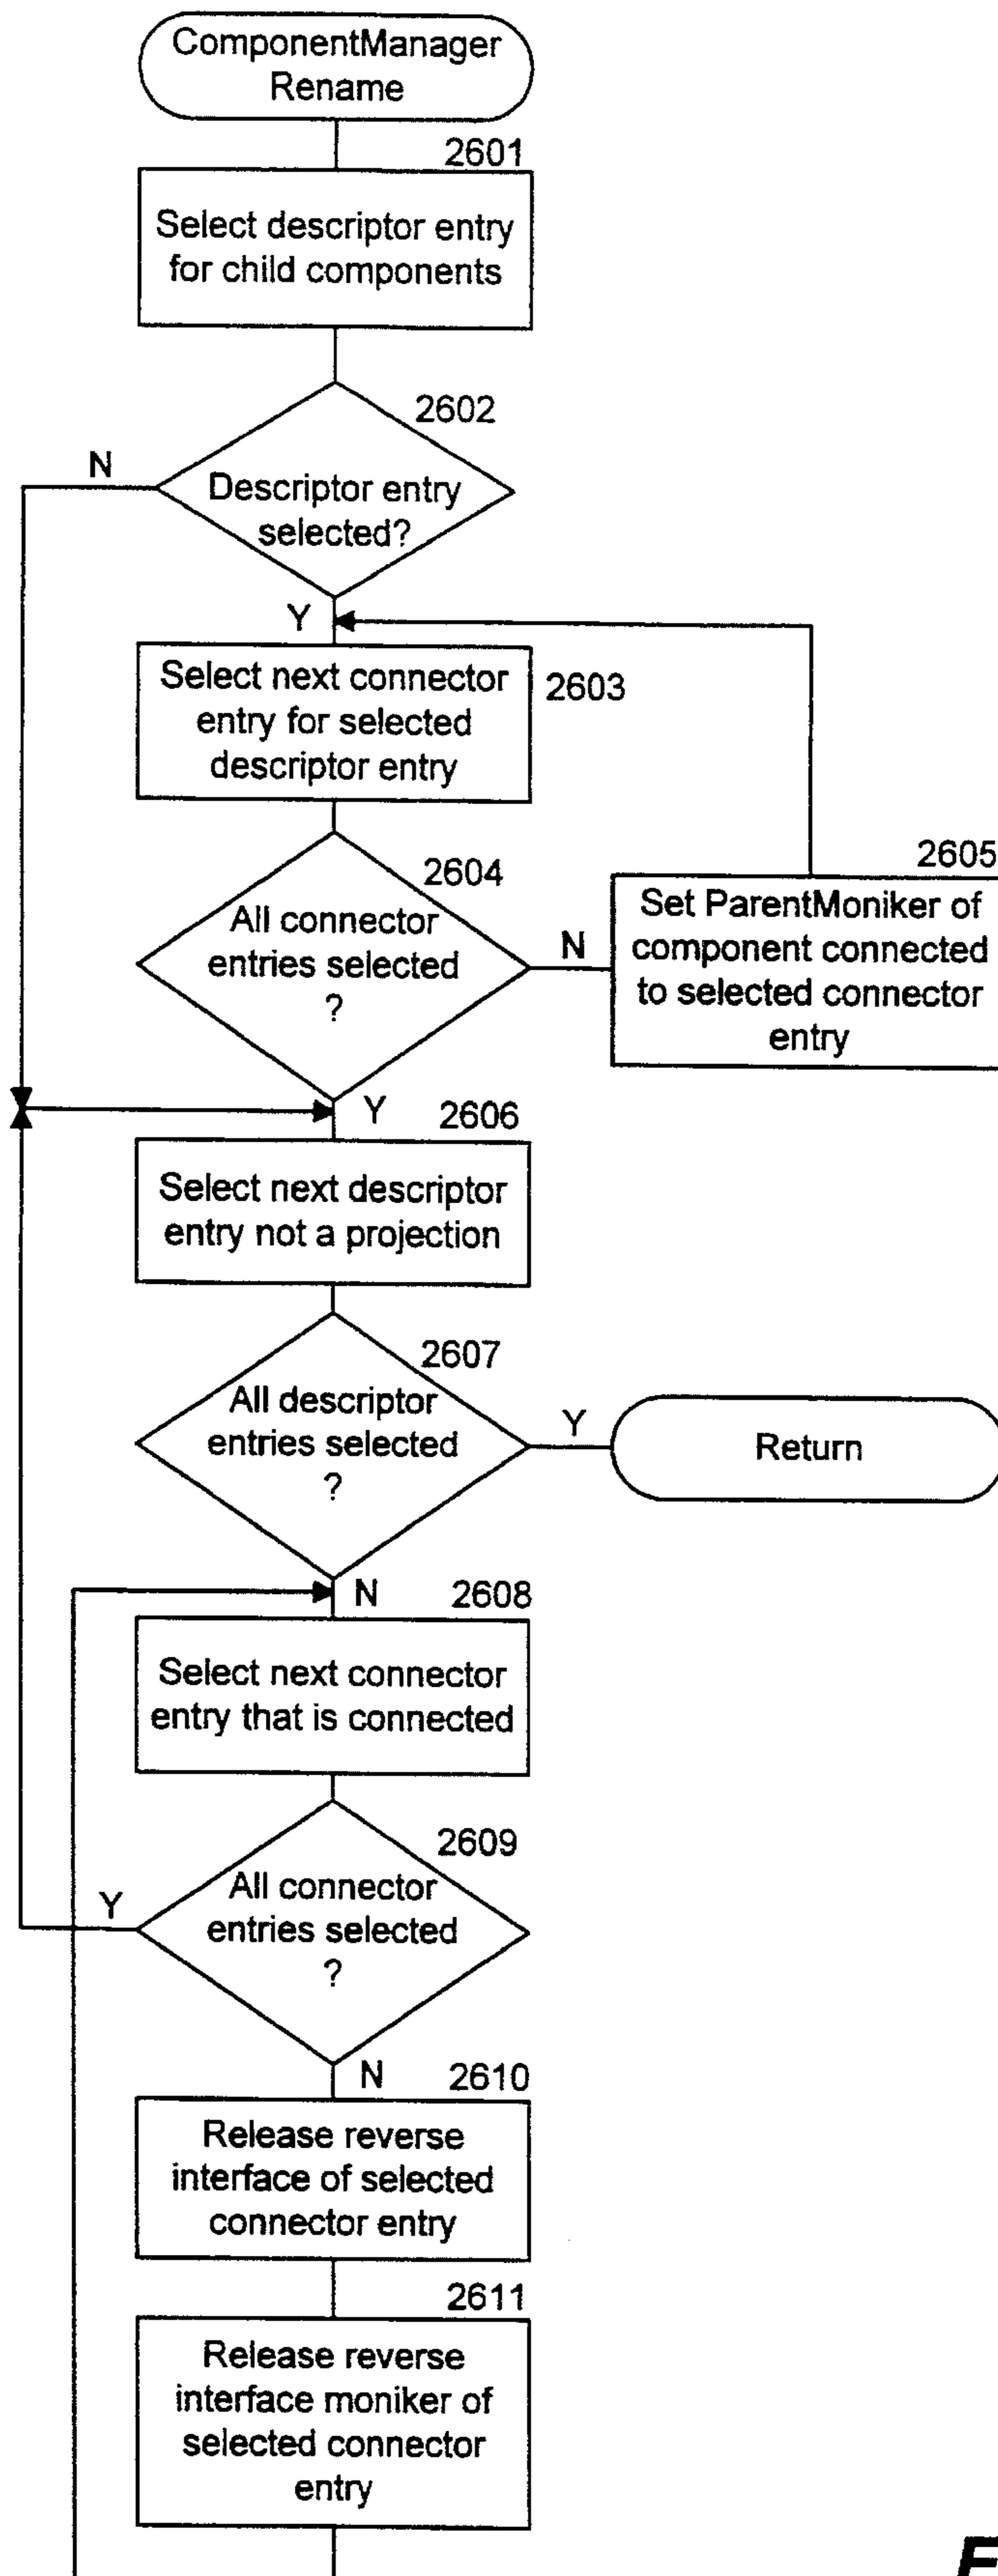 ComponentManager
Rename
2601
Select descriptor entry
for child components
2602
N
Descriptor entry
selected?
Y
Select next connector
entry for selected
descriptor entry
2603
2604
All connector
entries selected
?
N
2605
Set ParentMoniker of
component connected
to selected connector
entry
Y
2606
Select next descriptor
entry not a projection
2607
All descriptor
entries selected
?
Y
Return
N
2608
Select next connector
entry that is connected
2609
All connector
entries selected
?
Y
N
2610
Release reverse
interface of selected
connector entry
2611
Release reverse
interface moniker of
selected connector
entry